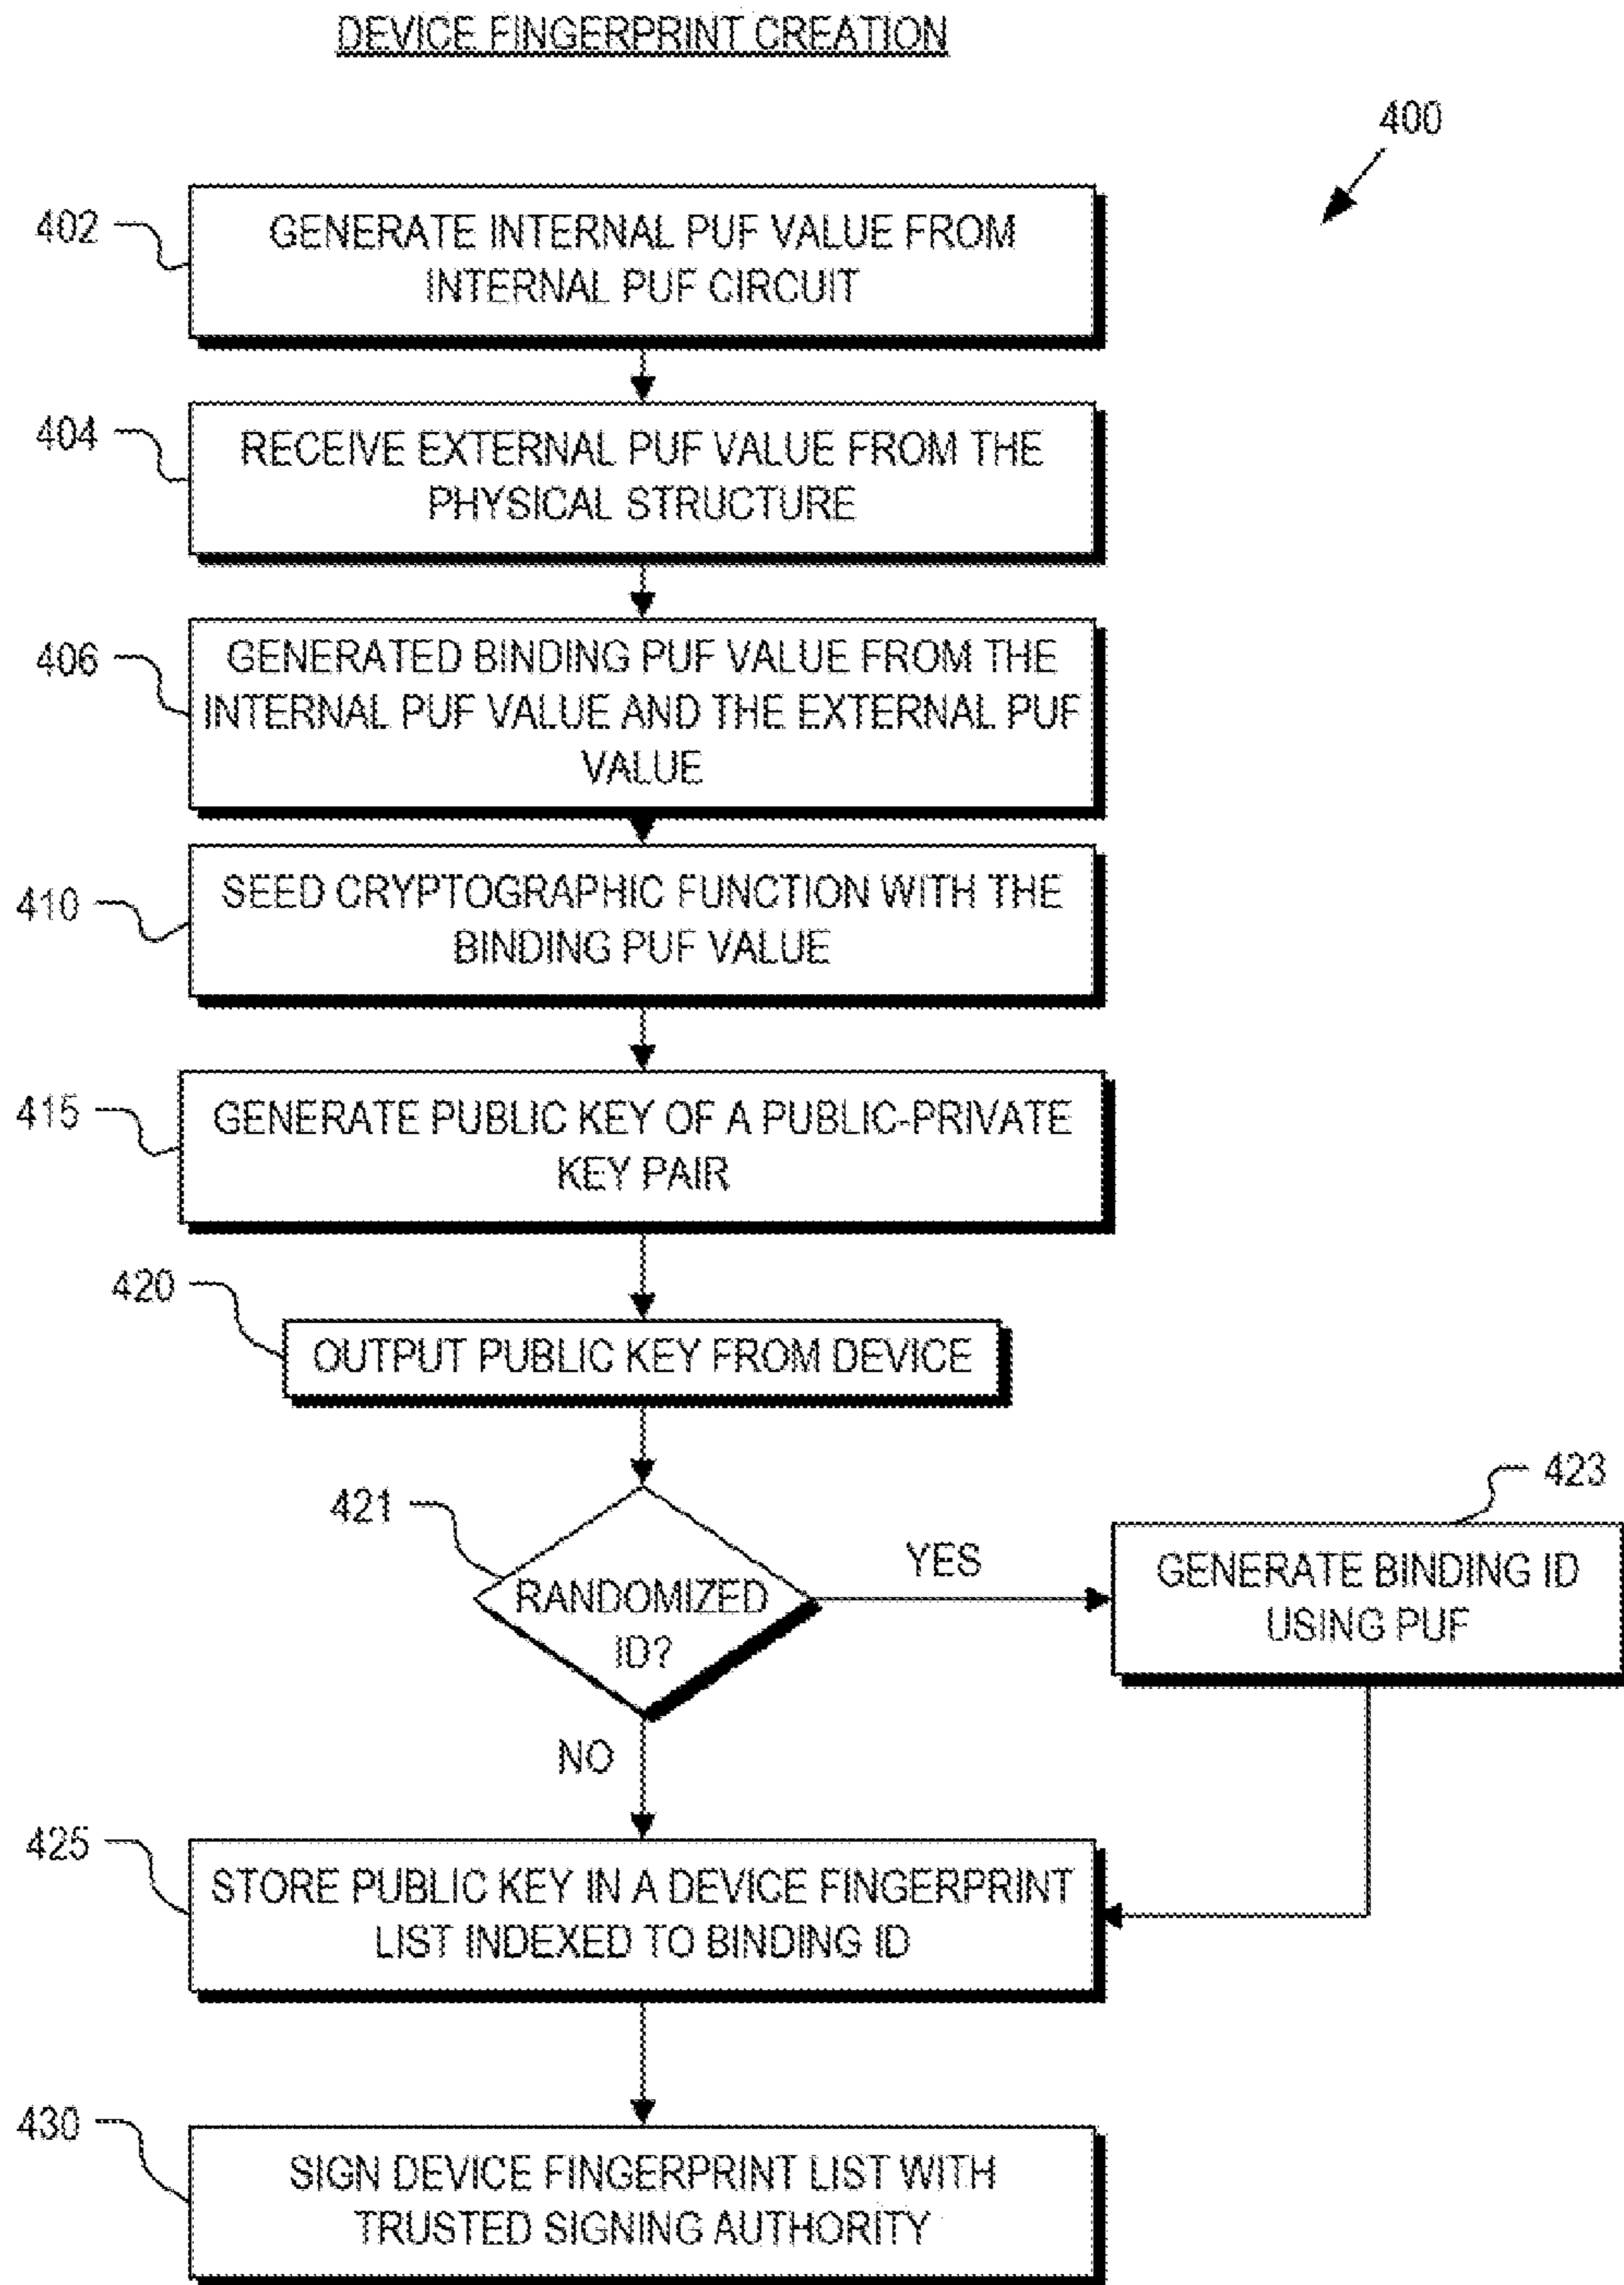 DEVICE FINGERPRINT CREATION
400
402
GENERATE INTERNAL PUF VALUE FROM
INTERNAL PUF CIRCUIT
404
RECEIVE EXTERNAL PUF VALUE FROM THE
PHYSICAL STRUCTURE
406
GENERATED BINDING PUF VALUE FROM THE
INTERNAL PUF VALUE AND THE EXTERNAL PUF
VALUE
410
SEED CRYPTOGRAPHIC FUNCTION WITH THE
BINDING PUF VALUE
415
GENERATE PUBLIC KEY OF A PUBLIC-PRIVATE
KEY PAIR
420
OUTPUT PUBLIC KEY FROM DEVICE
421
RANDOMIZED
ID?
YES
423
GENERATE BINDING ID
USING PUF
NO
425
STORE PUBLIC KEY IN A DEVICE FINGERPRINT
LIST INDEXED TO BINDING ID
430
SIGN DEVICE FINGERPRINT LIST WITH
TRUSTED SIGNING AUTHORITY